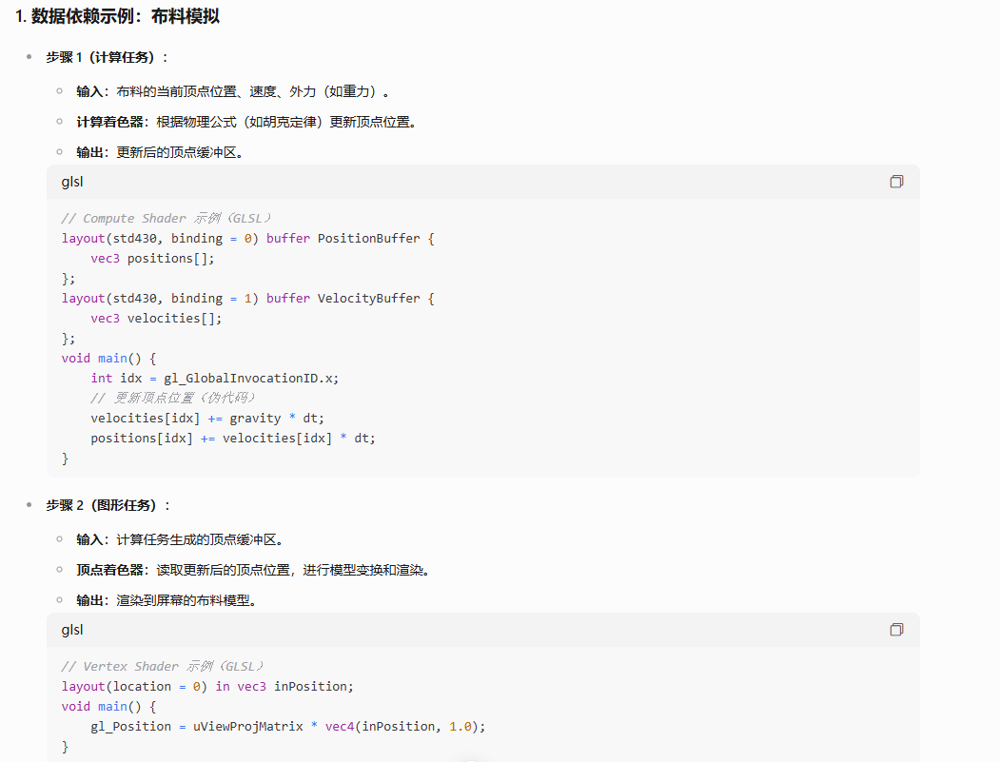 1. 数据依赖示例：布料模拟
步骤 1（计算任务）：
输入：布料的当前顶点位置、速度、外力（如重力）。
计算着色器：根据物理公式（如胡克定律）更新顶点位置。
输出：更新后的顶点缓冲区。
glsl
// Compute Shader 示例（GLSL）
layout(std430, binding = 0) buffer PositionBuffer {
    vec3 positions[];
};
layout(std430, binding = 1) buffer VelocityBuffer {
    vec3 velocities[];
};
void main() {
    int idx = gl_GlobalInvocationID.x;
    // 更新顶点位置（伪代码）
    velocities[idx] += gravity * dt;
    positions[idx] += velocities[idx] * dt;
}
步骤 2（图形任务）：
输入：计算任务生成的顶点缓冲区。
顶点着色器：读取更新后的顶点位置，进行模型变换和渲染。
输出：渲染到屏幕的布料模型。
glsl
// Vertex Shader 示例（GLSL）
layout(location = 0) in vec3 inPosition;
void main() {
    gl_Position = uViewProjMatrix * vec4(inPosition, 1.0);
}